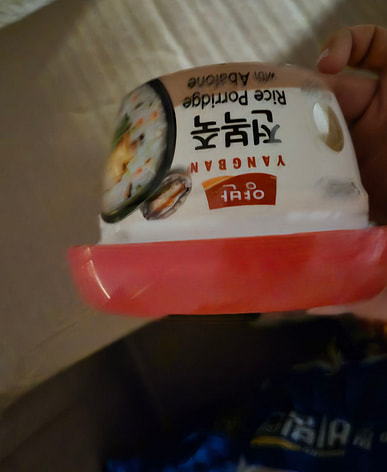 양반
YANGBAN
전복죽
Rice Porridge
with Abalone